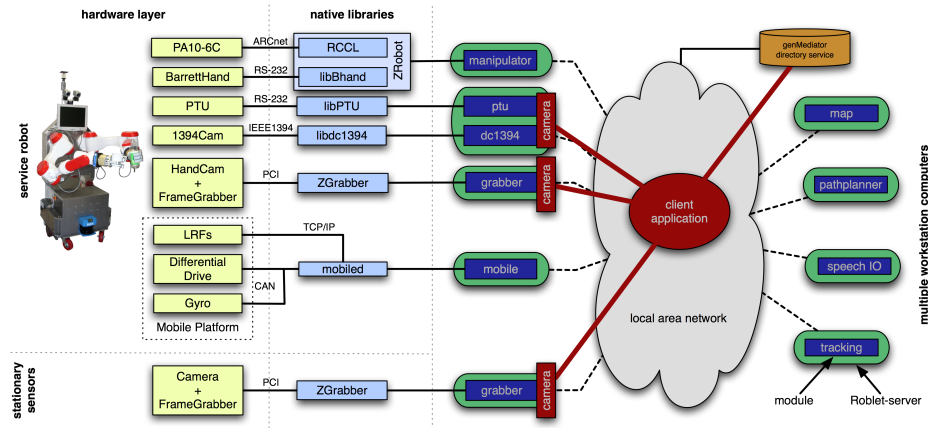 hardware layer
native libraries
service robot
PA10-6C
ARCnet
RCCL
ZRobot
manipulator
BarrettHand
RS-232
libBhand
PTU
RS-232
libPTU
ptu
camera
1394Cam
IEEE1394
libdc1394
dc1394
HandCam
+
FrameGrabber
PCI
ZGrabber
grabber
camera
LRFs
TCP/IP
Differential
Drive
CAN
mobiled
mobile
Gyro
Mobile Platform
stationary
sensors
Camera
+
FrameGrabber
PCI
ZGrabber
grabber
camera
genMediator
directory service
client
application
local area network
map
pathplanner
speech IO
tracking
module
Roblet-server
multiple workstation computers